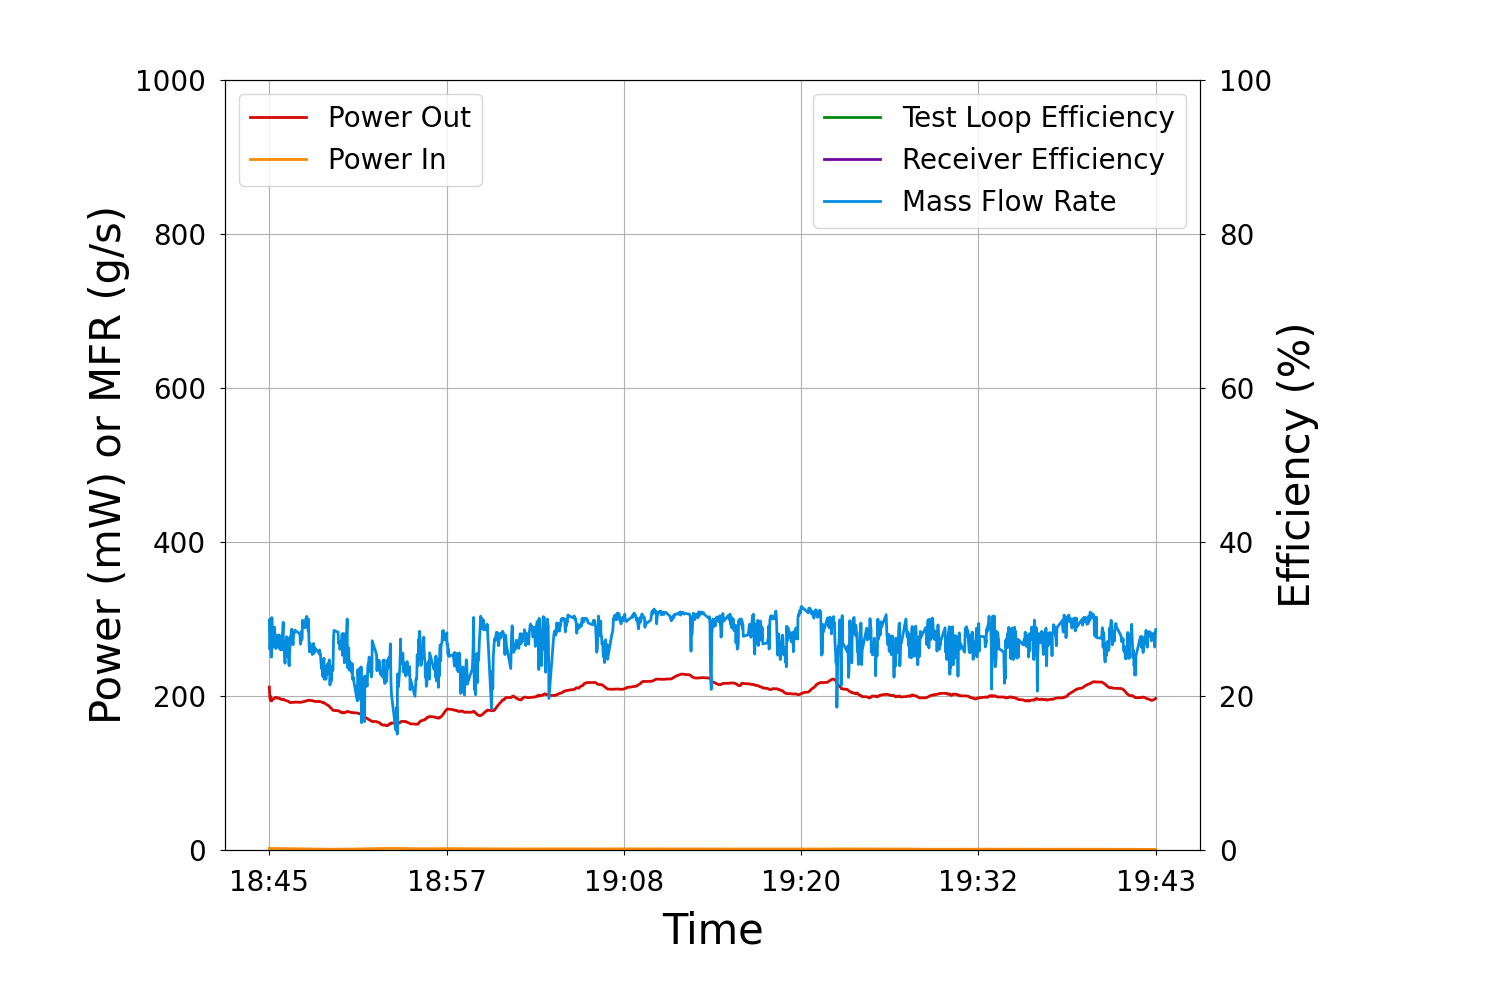 Power Out
Power In
Test Loop Efficiency
Receiver Efficiency
Mass Flow Rate
Power (mW) or MFR (g/s)
1000
800
600
400
200
0
100
80
60
40
20
0
Efficiency (%)
18:45
18:57
19:08
19:20
19:32
19:43
Time